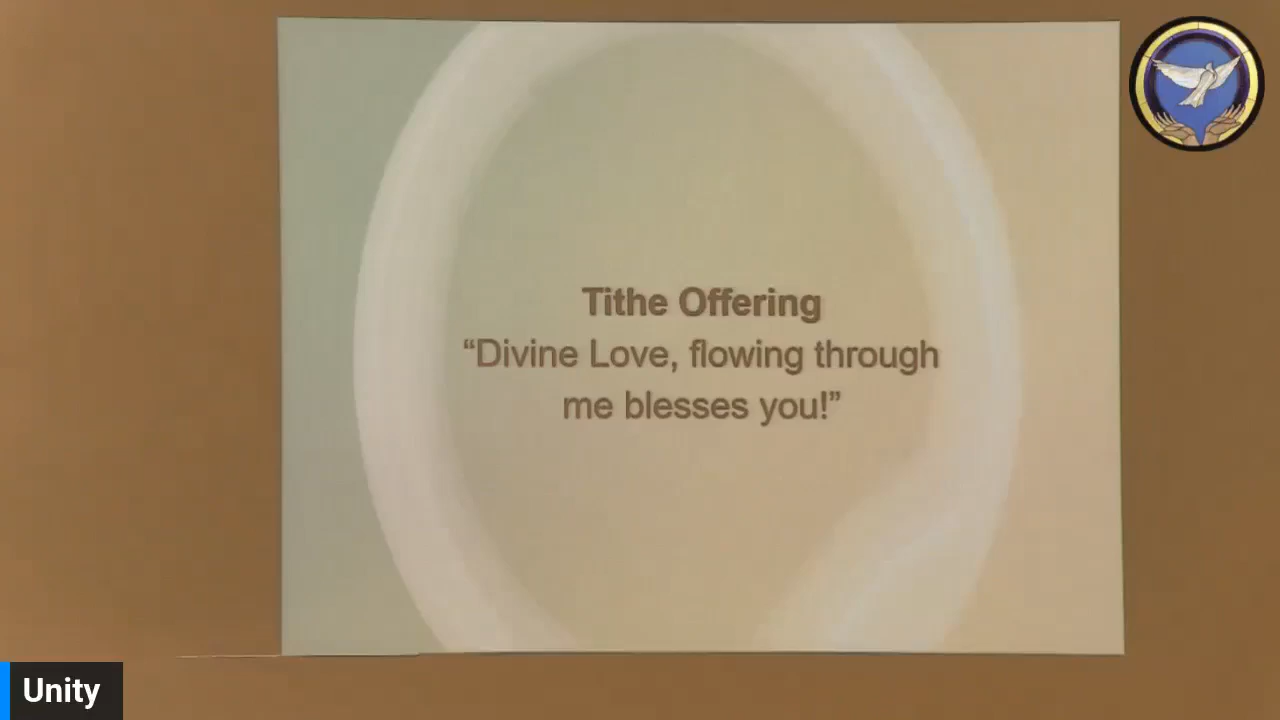 Tithe Offering
“Divine Love, flowing through
me blesses you!”
Unity